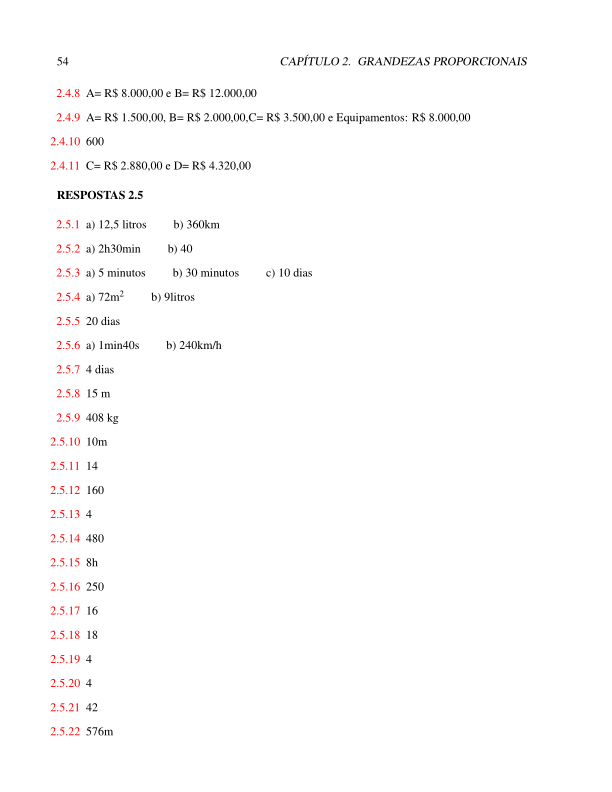 54 CAPÍTULO 2. GRANDEZAS PROPORCIONAIS
2.4.8 A= R$ 8.000,00 e B= R$ 12.000,00
2.4.9 A= R$ 1.500,00, B= R$ 2.000,00,C= R$ 3.500,00 e Equipamentos: R$ 8.000,00
2.4.10 600
2.4.11 C= R$ 2.880,00 e D= R$ 4.320,00
RESPOSTAS 2.5
2.5.1 a) 12,5 litros b) 360km
2.5.2 a) 2h30min b) 40
2.5.3 a) 5 minutos b) 30 minutos c) 10 dias
2.5.4 a) 72m² b) 9litros
2.5.5 20 dias
2.5.6 a) 1min40s b) 240km/h
2.5.7 4 dias
2.5.8 15 m
2.5.9 408 kg
2.5.10 10m
2.5.11 14
2.5.12 160
2.5.13 4
2.5.14 480
2.5.15 8h
2.5.16 250
2.5.17 16
2.5.18 18
2.5.19 4
2.5.20 4
2.5.21 42
2.5.22 576m